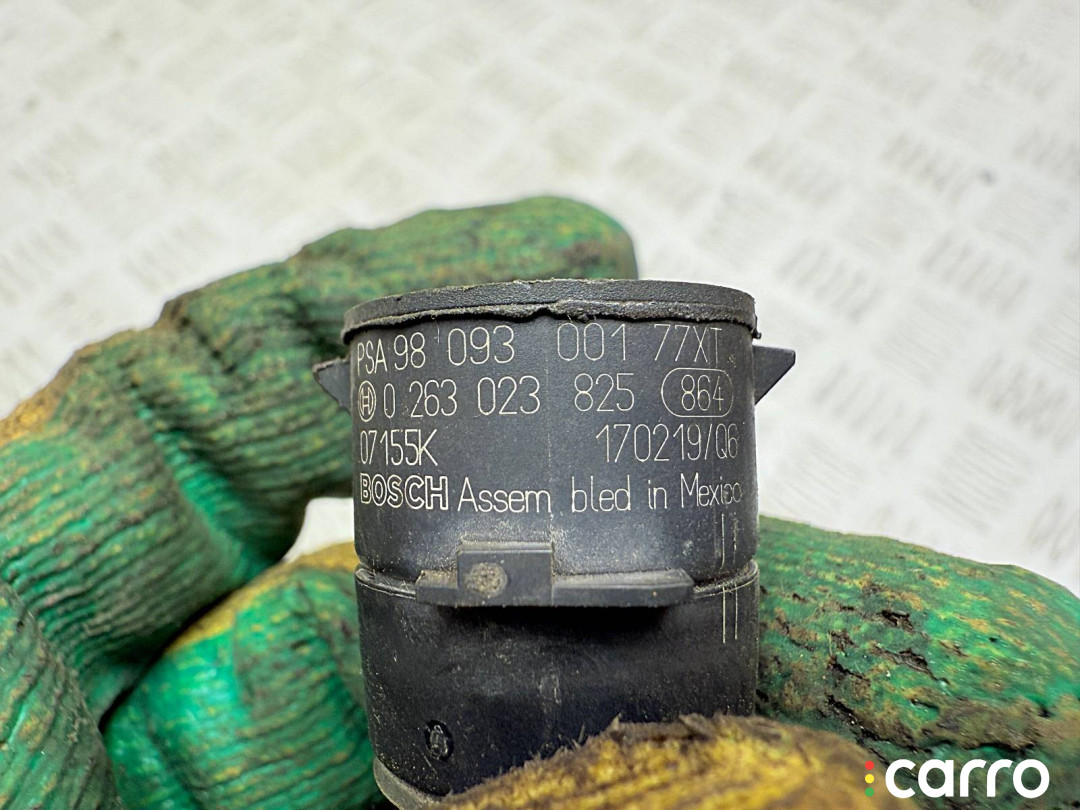 PSA 98 093 001 77XT
0 263 023 825 864
07155K 170219/Q6
BOSCH Assem bled in Mexico
carro